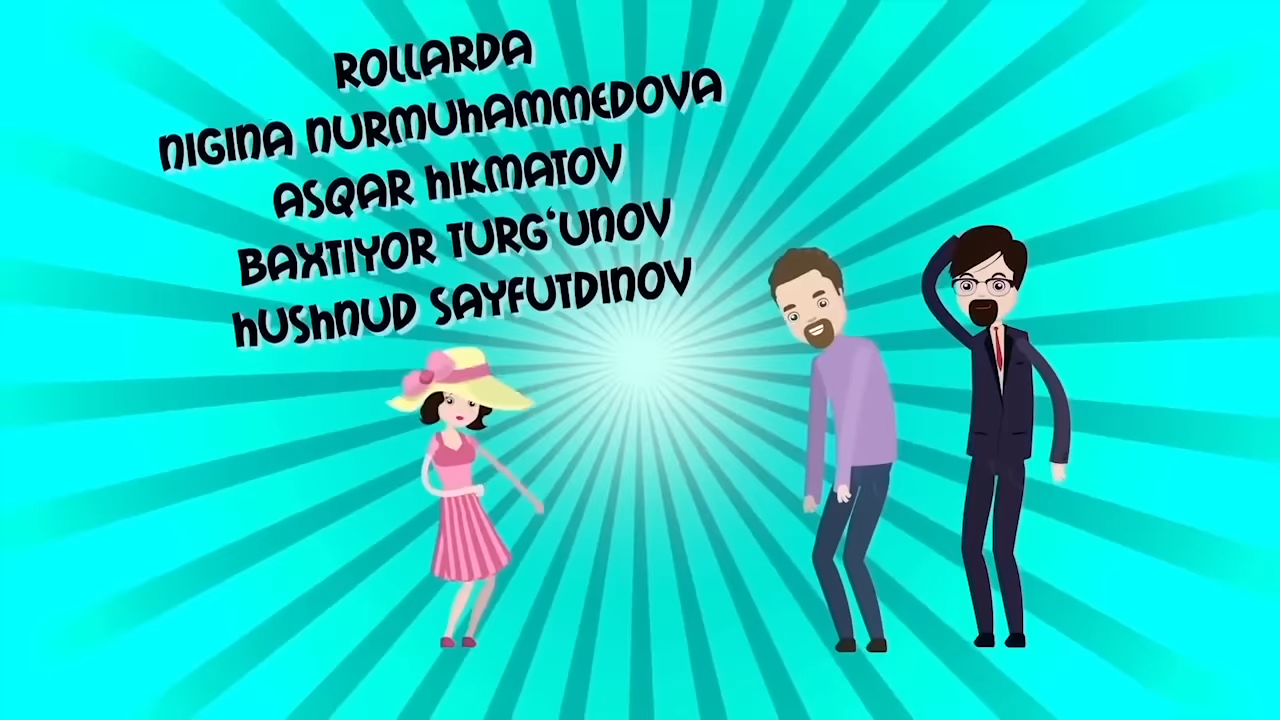 ROLLARDA
NIGINA NURMUHAMMEDOVA
ASQAR HIKMATOV
BAXTIYOR TURG‘UNOV
HUSHNUD SAYFUTDINOV